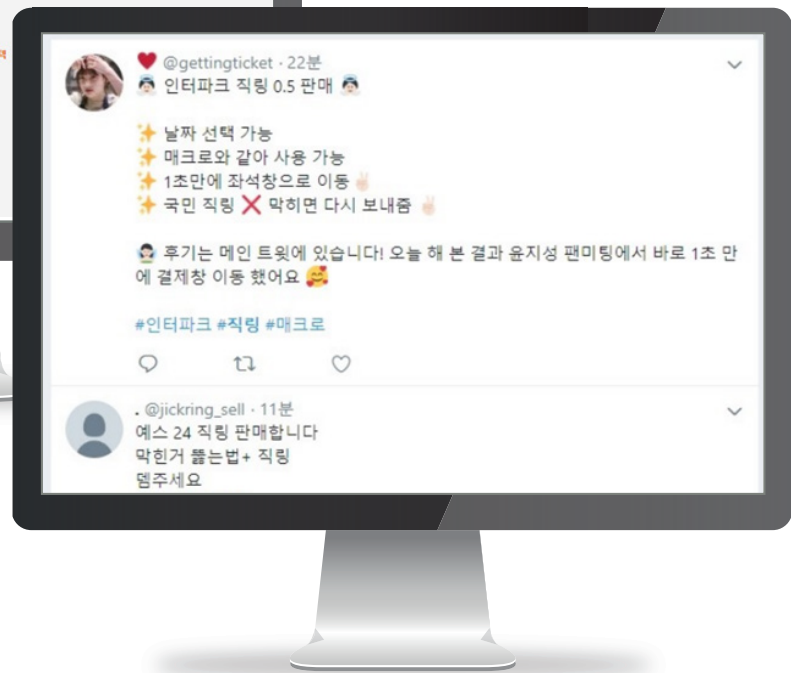 @gettingticket · 22분
인터파크 직링 0.5 판매
날짜 선택 가능
매크로와 같아 사용 가능
1초만에 좌석창으로 이동
국민 직링 ❌ 막히면 다시 보내줌
후기는 메인 트윗에 있습니다! 오늘 해 본 결과 윤지성 팬미팅에서 바로 1초 만
에 결제창 이동 했어요
#인터파크 #직링 #매크로
. @jickring_sell · 11분
예스 24 직링 판매합니다
막힌거 뚫는법+ 직링
뎀주세요